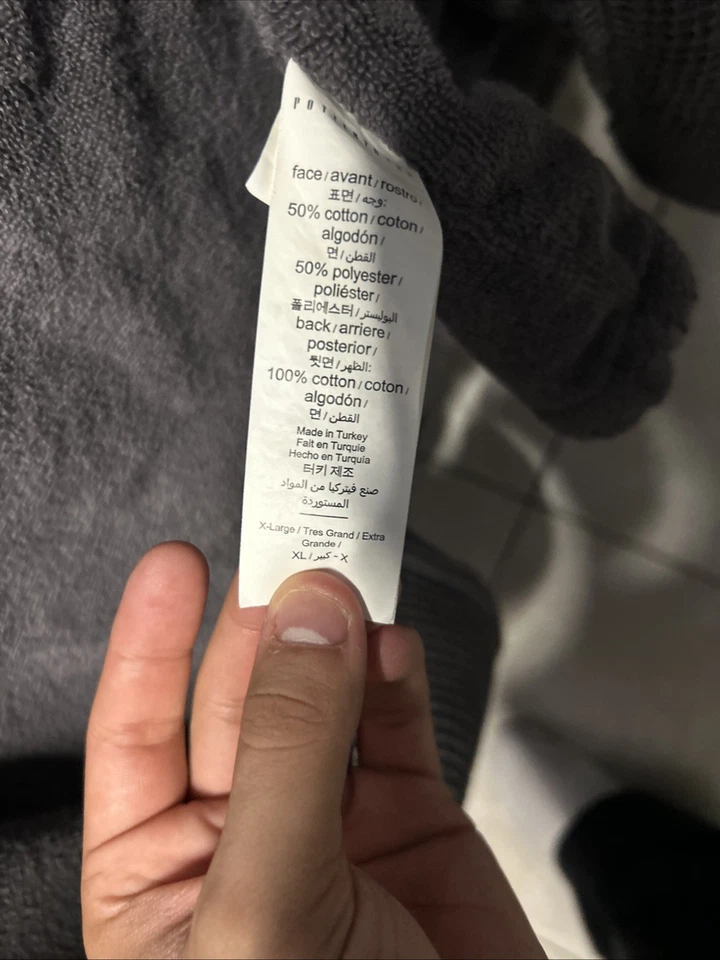 face / avant / rostro /
표면 / وجه:
50% cotton / coton /
algodón /
면 / القطن
50% polyester /
poliéster /
폴리에스터 / البوليستر
back / arriere /
posterior /
뒷면 / الظهر:
100% cotton / coton /
algodón /
면 / القطن
Made in Turkey
Fait en Turquie
Hecho en Turquía
터키 제조
صنع فيتركيا من المواد
المستوردة
X-Large / Tres Grand / Extra
Grande /
XL / كبير - X